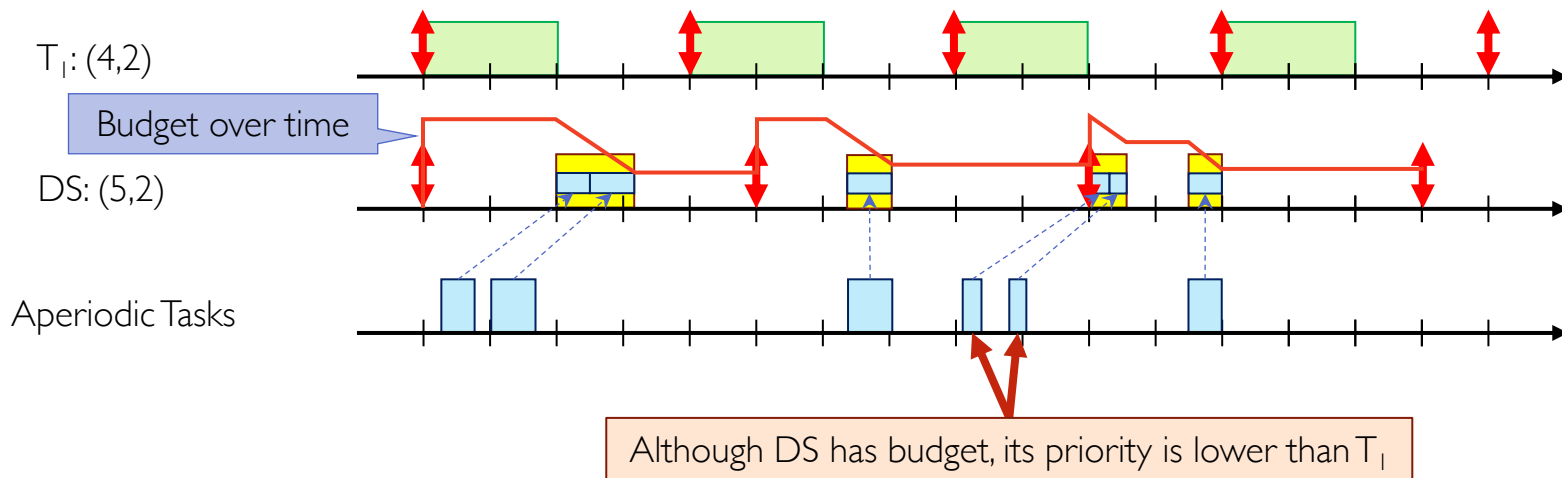 T₁: (4,2)
Budget over time
DS: (5,2)
Aperiodic Tasks
Although DS has budget, its priority is lower than T₁